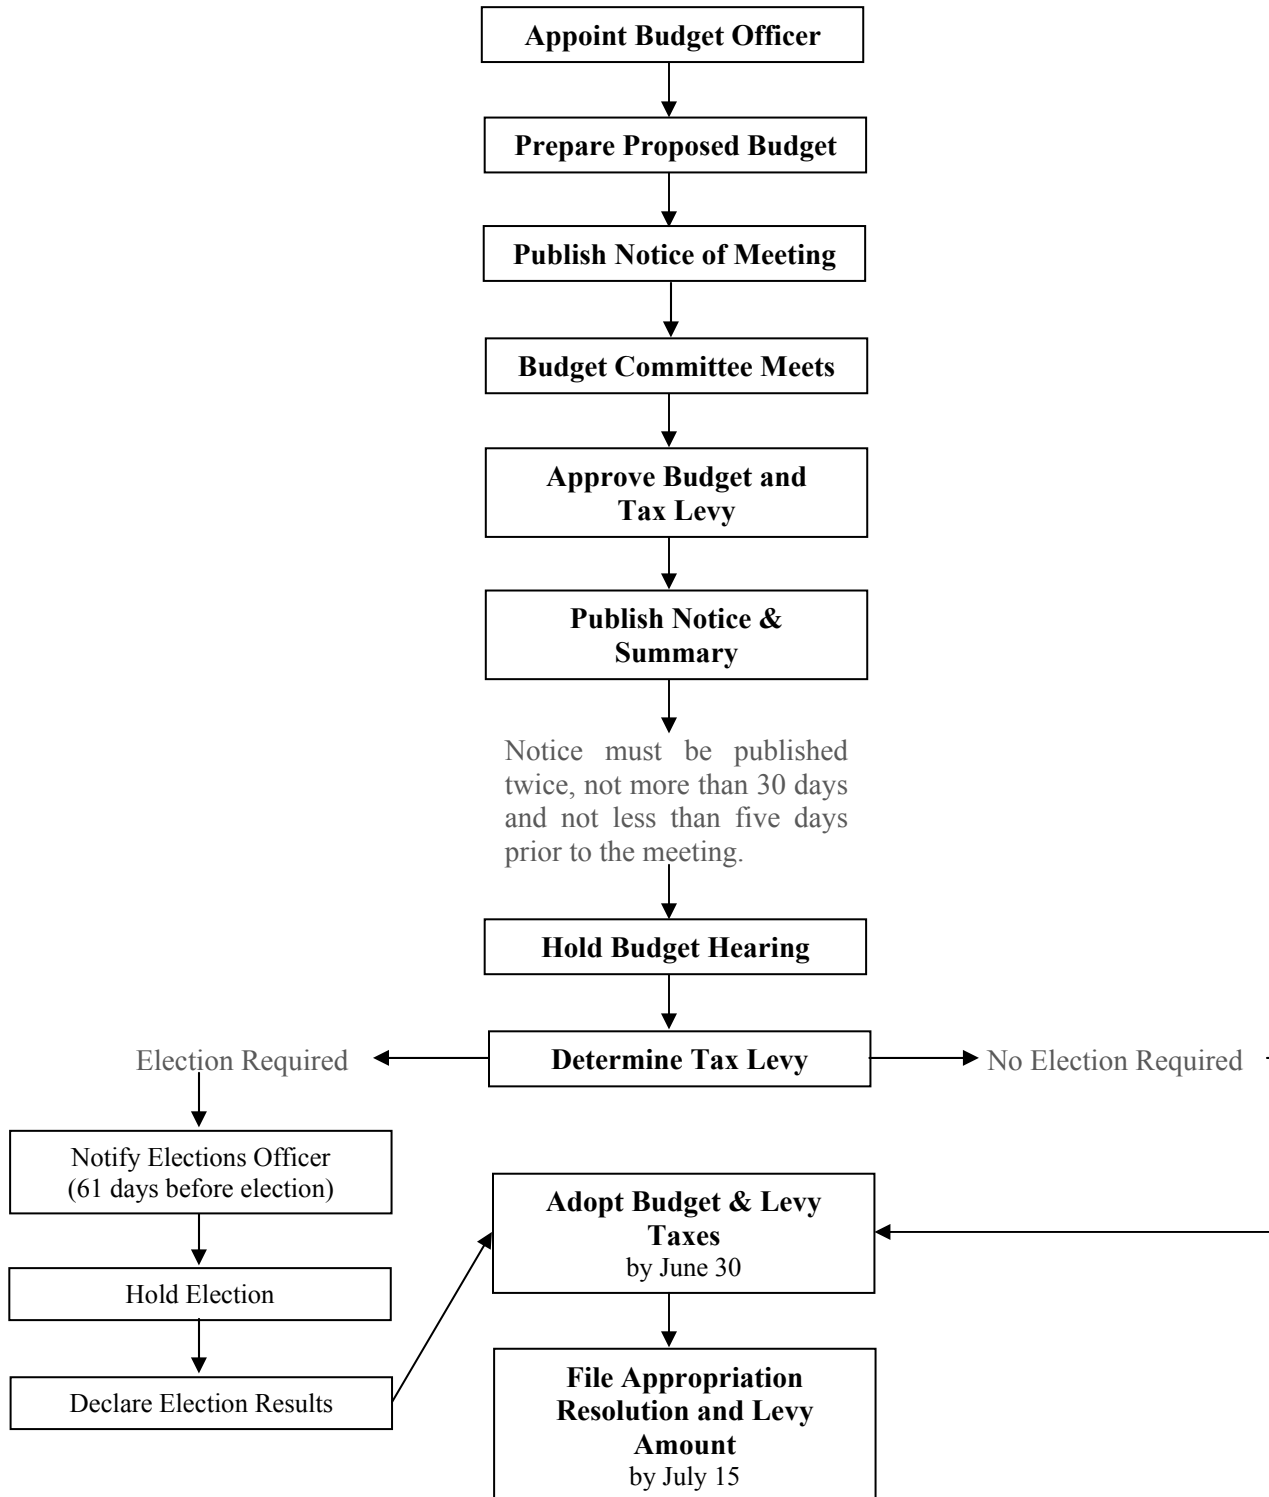 Appoint Budget Officer
Prepare Proposed Budget
Publish Notice of Meeting
Budget Committee Meets
Approve Budget and
Tax Levy
Publish Notice &
Summary
Notice must be published
twice, not more than 30 days
and not less than five days
prior to the meeting.
Hold Budget Hearing
Election Required
Determine Tax Levy
No Election Required
Notify Elections Officer
(61 days before election)
Hold Election
Declare Election Results
Adopt Budget & Levy
Taxes
by June 30
File Appropriation
Resolution and Levy
Amount
by July 15